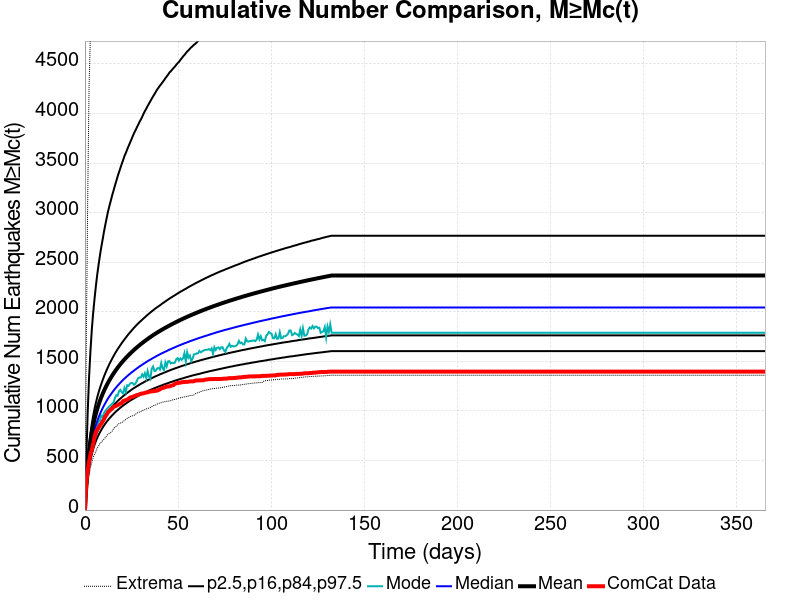 Cumulative Number Comparison, M≥Mc(t)
Cumulative Num Earthquakes M≥Mc(t)
4500
4000
3500
3000
2500
2000
1500
1000
500
0
0 50 100 150 200 250 300 350
Time (days)
Extrema p2.5,p16,p84,p97.5 Mode Median Mean ComCat Data